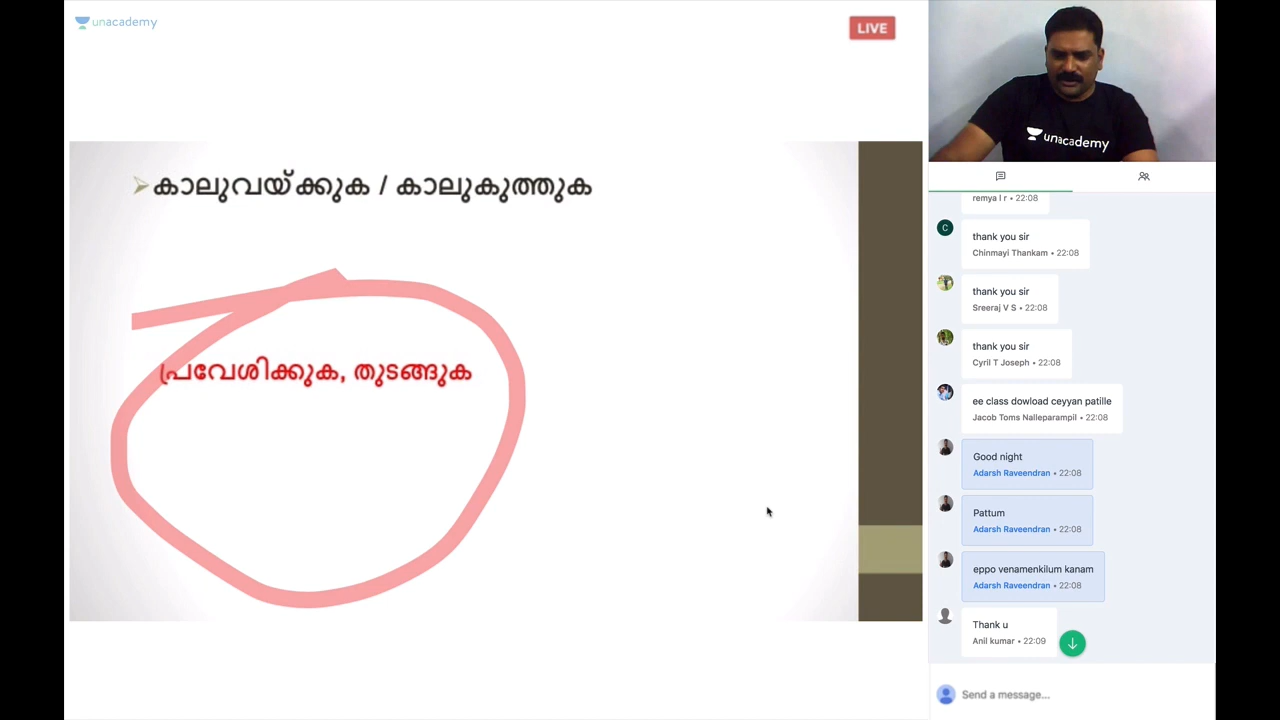 unacademy
LIVE
കാലുവയ്ക്കുക / കാലുകുത്തുക
പ്രവേശിക്കുക, തുടങ്ങുക
unacademy
remya l r • 22:08
thank you sir
Chinmayi Thankam • 22:08
thank you sir
Sreeraj V S • 22:08
thank you sir
Cyril T Joseph • 22:08
ee class dowload ceyyan patille
Jacob Toms Nalleparampil • 22:08
Good night
Adarsh Raveendran • 22:08
Pattum
Adarsh Raveendran • 22:08
eppo venamenkilum kanam
Adarsh Raveendran • 22:08
Thank u
Anil kumar • 22:09
Send a message...
C